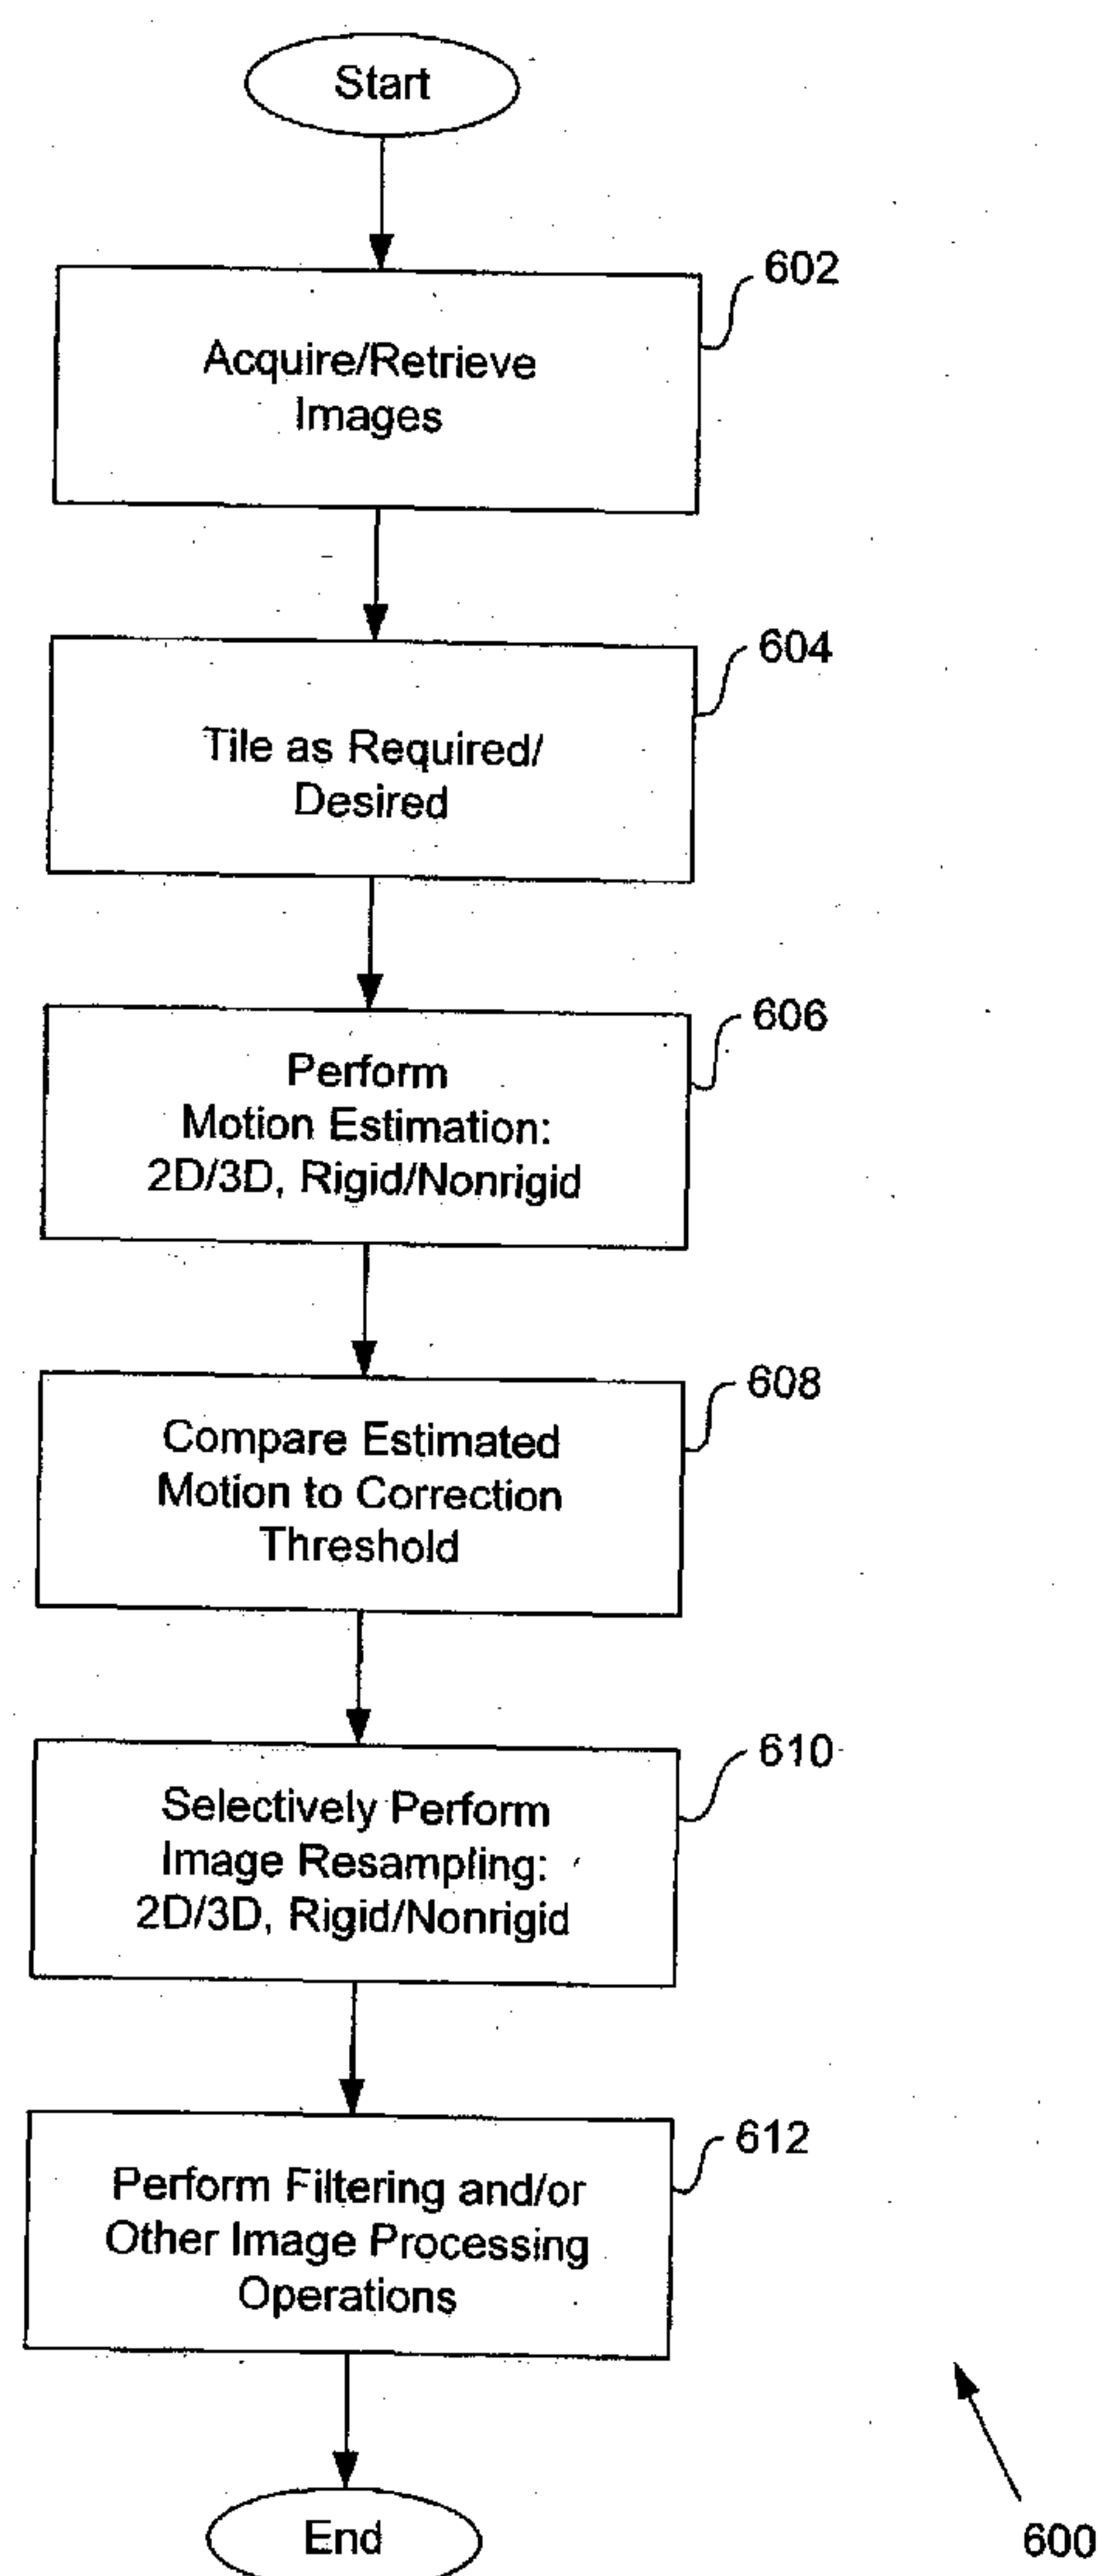 Start
602
Acquire/Retrieve
Images
604
Tile as Required/
Desired
606
Perform
Motion Estimation:
2D/3D, Rigid/Nonrigid
608
Compare Estimated
Motion to Correction
Threshold
610
Selectively Perform
Image Resampling:
2D/3D, Rigid/Nonrigid
612
Perform Filtering and/or
Other Image Processing
Operations
End
600